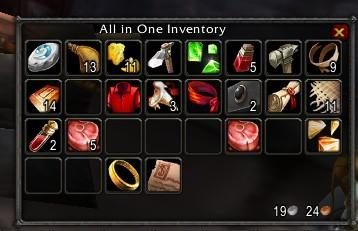 All in One Inventory
13 11 5 9
14 3 2 11
2 5
19 24